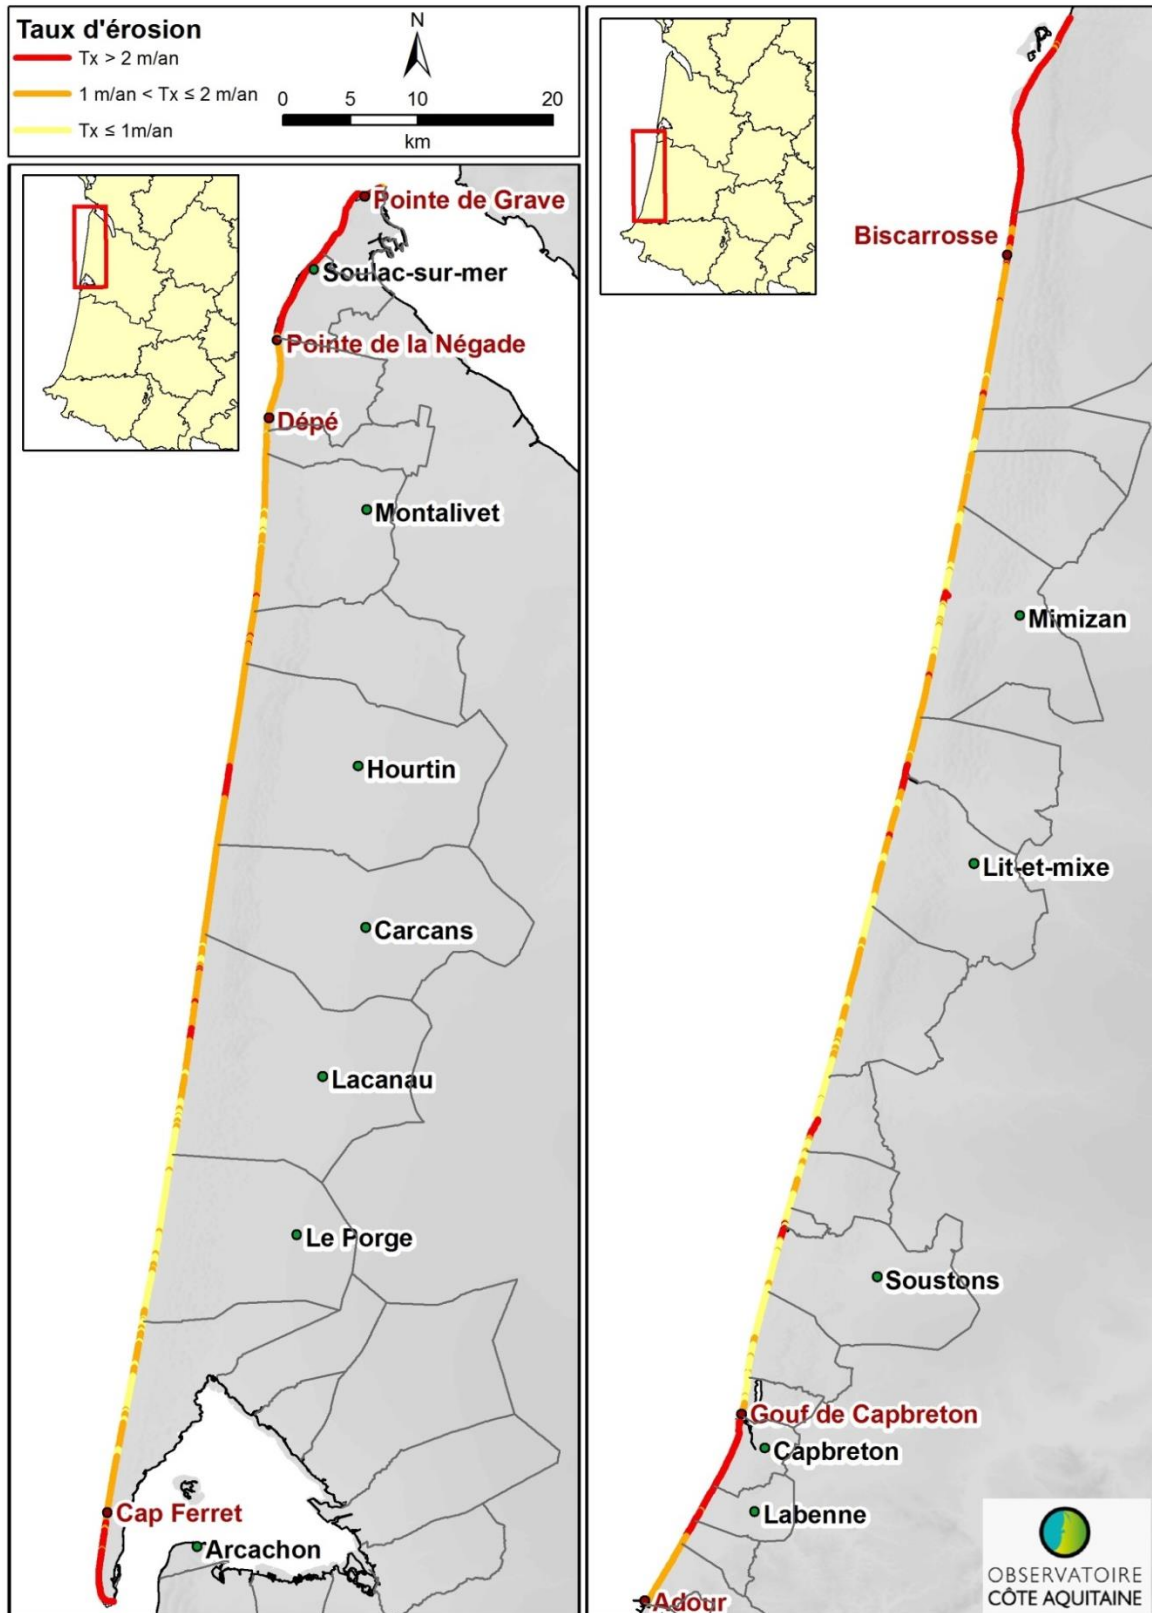 Taux d'érosion
Tx > 2 m/an
1 m/an < Tx ≤ 2 m/an
Tx ≤ 1m/an
N
0 5 10 20
km
Pointe de Grave
Soulac-sur-mer
Pointe de la Négade
Dépé
Montalivet
Hourtin
Carcans
Lacanau
Le Porge
Cap Ferret
Arcachon
Biscarrosse
Mimizan
Lit-et-mixe
Soustons
Gouf de Capbreton
Capbreton
Labenne
Adour
OBSERVATOIRE
CÔTE AQUITAINE